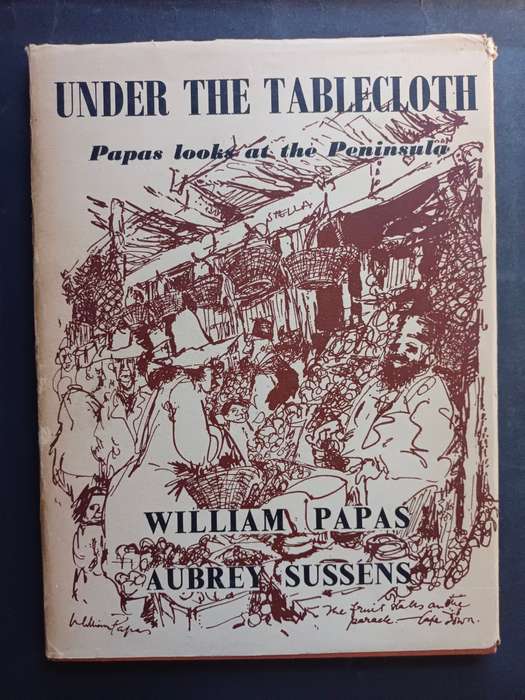 UNDER THE TABLECLOTH
Papas looks at the Peninsula
STELLA
WILLIAM PAPAS
AUBREY SUSSENS
William Papas
The fruit stalls on the
parade — Cape Town.